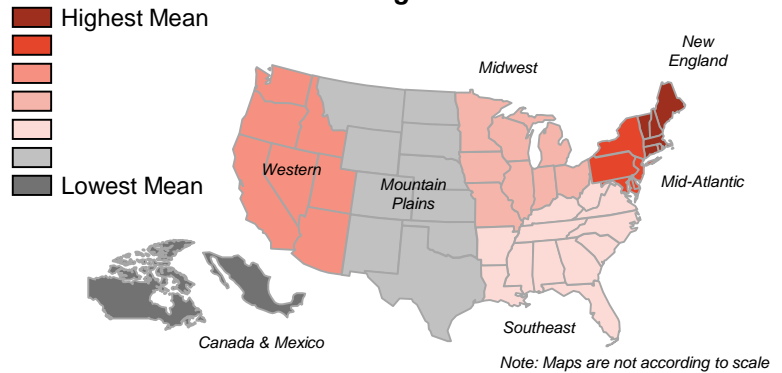 Highest Mean
New
England
Midwest
Western
Mountain
Plains
Mid-Atlantic
Lowest Mean
Southeast
Canada & Mexico
Note: Maps are not according to scale